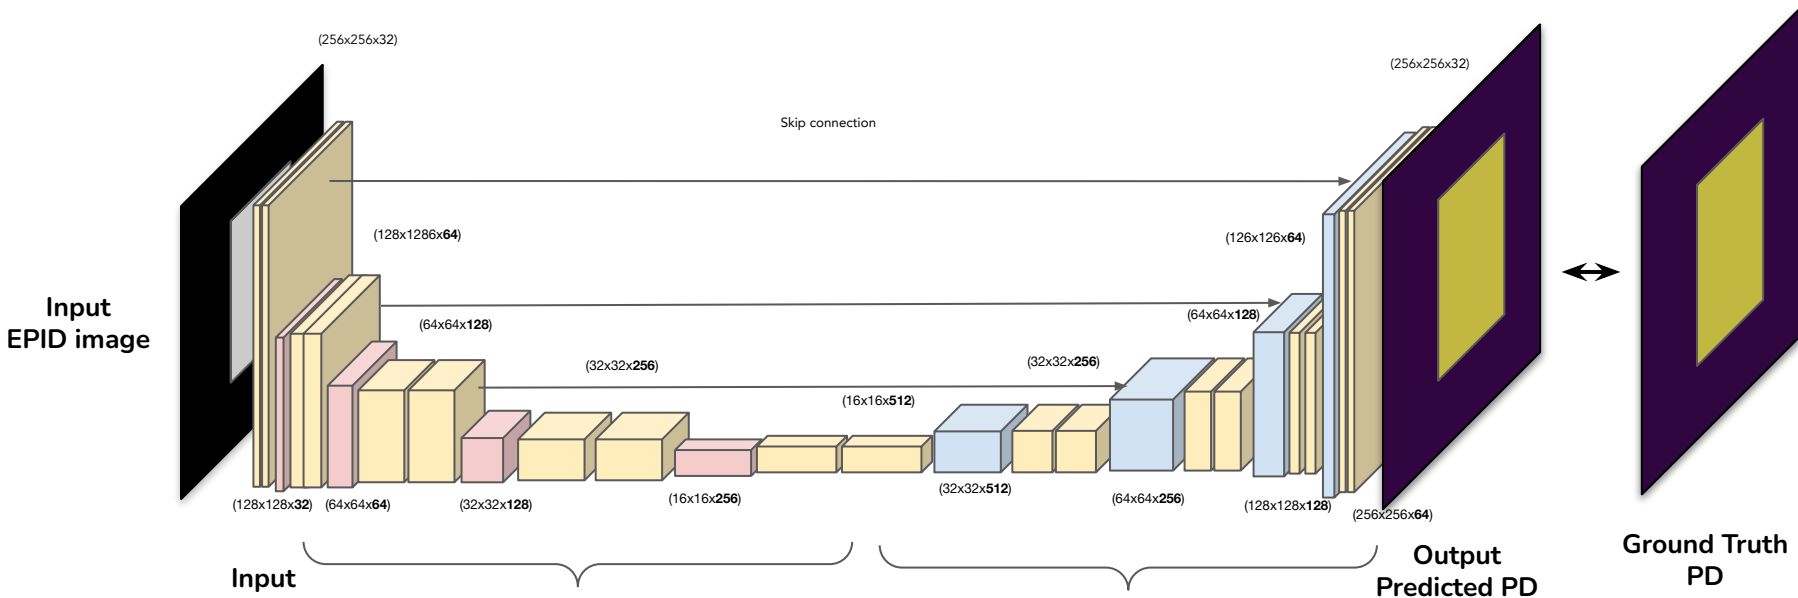 (256x256x32)
(256x256x32)
Skip connection
(128x1286x64)
(126x126x64)
Input
EPID image
(64x64x128)
(64x64x128)
(32x32x256)
(32x32x256)
(16x16x512)
(128x128x32)
(64x64x64)
(32x32x128)
(16x16x256)
(32x32x512)
(64x64x256)
(128x128x128)
(256x256x64)
Input
Output
Predicted PD
Ground Truth
PD